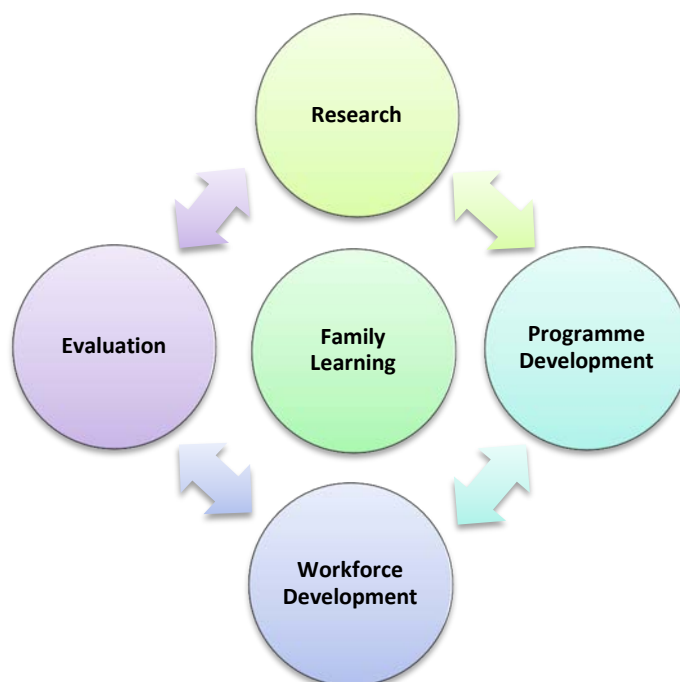 Research
Evaluation
Family
Learning
Programme
Development
Workforce
Development